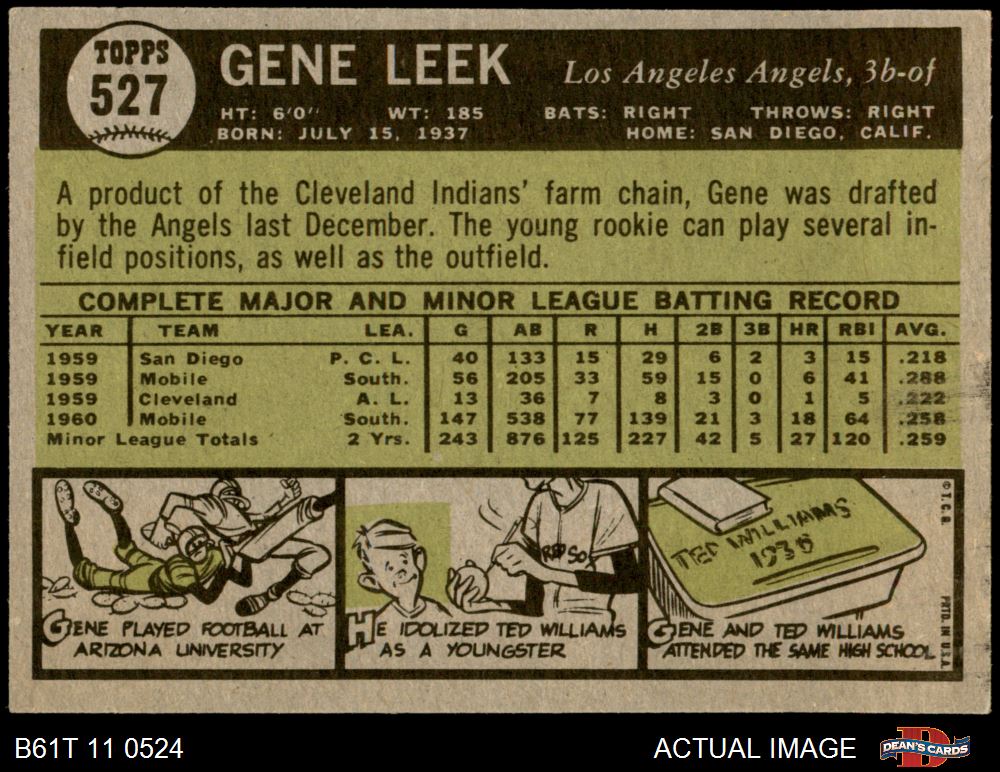 TOPPS
527
GENE LEEK
Los Angeles Angels, 3b-of
HT: 6'0" WT: 185 BATS: RIGHT THROWS: RIGHT
BORN: JULY 15, 1937 HOME: SAN DIEGO, CALIF.
A product of the Cleveland Indians' farm chain, Gene was drafted
by the Angels last December. The young rookie can play several in-
field positions, as well as the outfield.
COMPLETE MAJOR AND MINOR LEAGUE BATTING RECORD
YEAR TEAM LEA. G AB R H 2B 3B HR RBI AVG.
1959 San Diego P. C. L. 40 133 15 29 6 2 3 15 .218
1959 Mobile South. 56 205 33 59 15 0 6 41 .288
1959 Cleveland A. L. 13 36 7 8 3 0 1 5 .222
1960 Mobile South. 147 538 77 139 21 3 18 64 .258
Minor League Totals 2 Yrs. 243 876 125 227 42 5 27 120 .259
GENE PLAYED FOOTBALL AT
ARIZONA UNIVERSITY
RED SO
HE IDOLIZED TED WILLIAMS
AS A YOUNGSTER
TED WILLIAMS
1936
GENE AND TED WILLIAMS
ATTENDED THE SAME HIGH SCHOOL
© T.C.G.
PRTD. IN U.S.A.
B61T 11 0524
ACTUAL IMAGE
DEAN'S CARDS